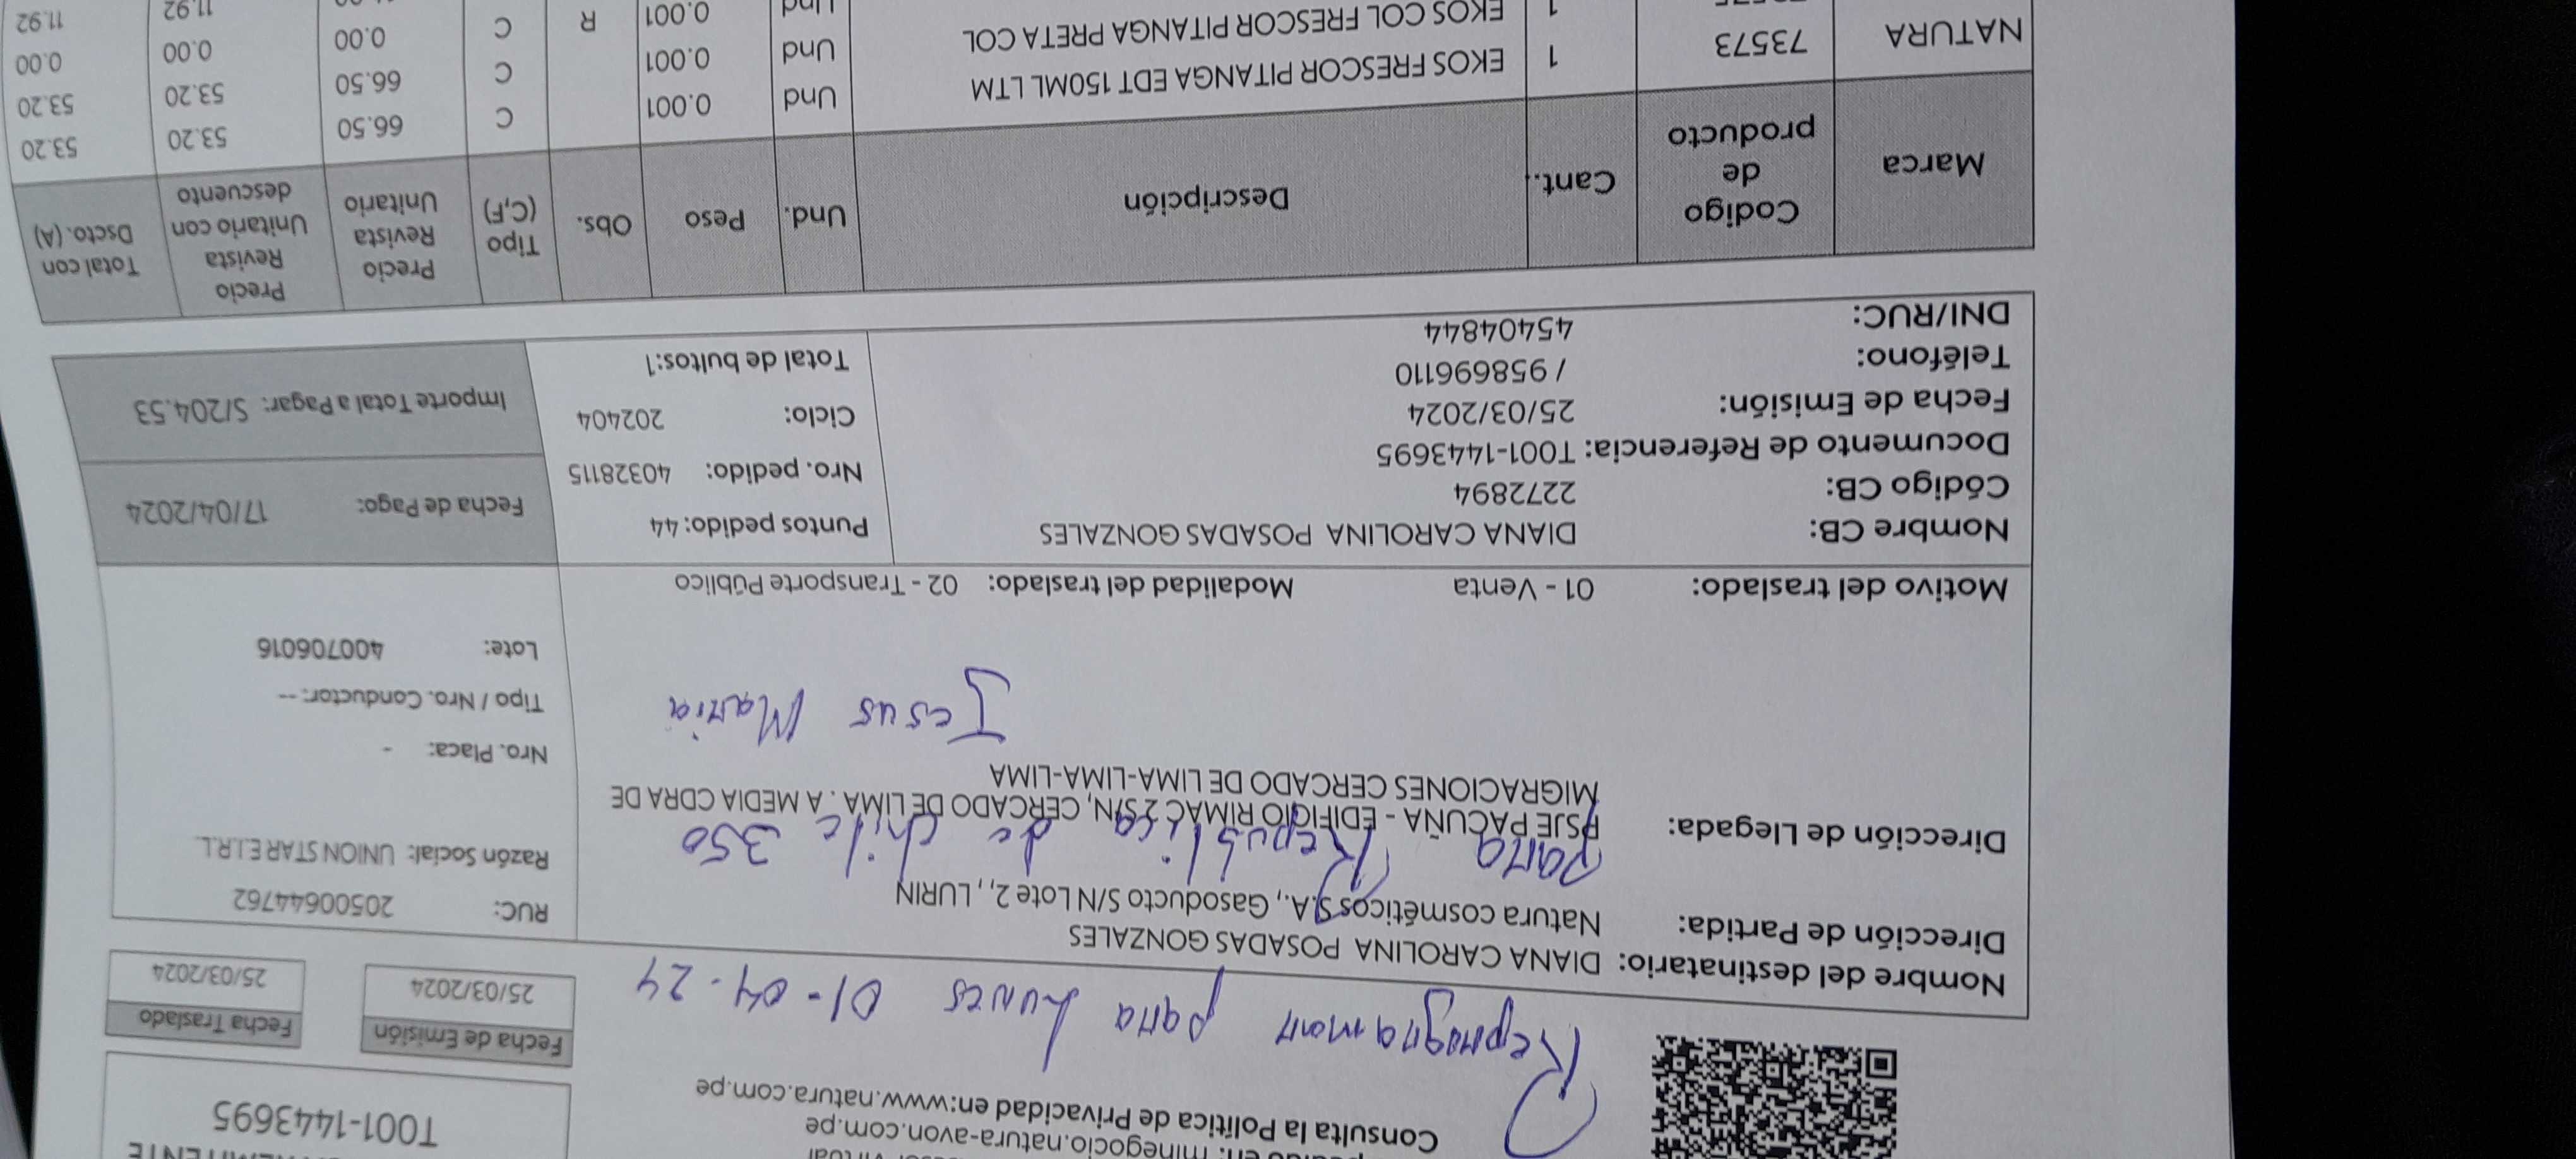 T001-1443695
minegocio.natura-avon.com.pe
Consulta la Política de Privacidad en:www.natura.com.pe
Reprogramar para Lunes 01-04-24
Fecha de Emisión
25/03/2024
Fecha Traslado
25/03/2024
Nombre del destinatario: DIANA CAROLINA POSADAS GONZALES
Dirección de Partida: Natura cosméticos S.A., Gasoducto S/N Lote 2, , LURIN
para Republica de Chile 350
Dirección de Llegada: PSJE PACUÑA - EDIFICIO RIMAC 2 S/N, CERCADO DE LIMA . A MEDIA CDRA DE
MIGRACIONES CERCADO DE LIMA-LIMA-LIMA
Jesus Maria
RUC: 20500644762
Razón Social: UNION STAR E.I.R.L.
Nro. Placa: -
Tipo / Nro. Conductor: --
Lote: 400706016
Motivo del traslado: 01 - Venta Modalidad del traslado: 02 - Transporte Público
Nombre CB: DIANA CAROLINA POSADAS GONZALES
Código CB: 2272894
Documento de Referencia: T001-1443695
Fecha de Emisión: 25/03/2024
Teléfono: / 958696110
DNI/RUC: 45404844
Puntos pedido: 44
Nro. pedido: 40328115
Ciclo: 202404
Total de bultos:1
Fecha de Pago: 17/04/2024
Importe Total a Pagar: S/204.53
Marca
Codigo
de
producto
Cant.
Descripción
Und.
Peso
Obs.
Tipo
(C,F)
Precio
Revista
Unitario
Precio
Revista
Unitario con
descuento
Total con
Dscto. (A)
NATURA 73573 1 EKOS FRESCOR PITANGA EDT 150ML LTM Und 0.001 C 66.50 53.20 53.20
1 EKOS COL FRESCOR PITANGA PRETA COL Und 0.001 C 66.50 53.20 53.20
Und 0.001 R C 0.00 0.00 0.00
11.92 11.92